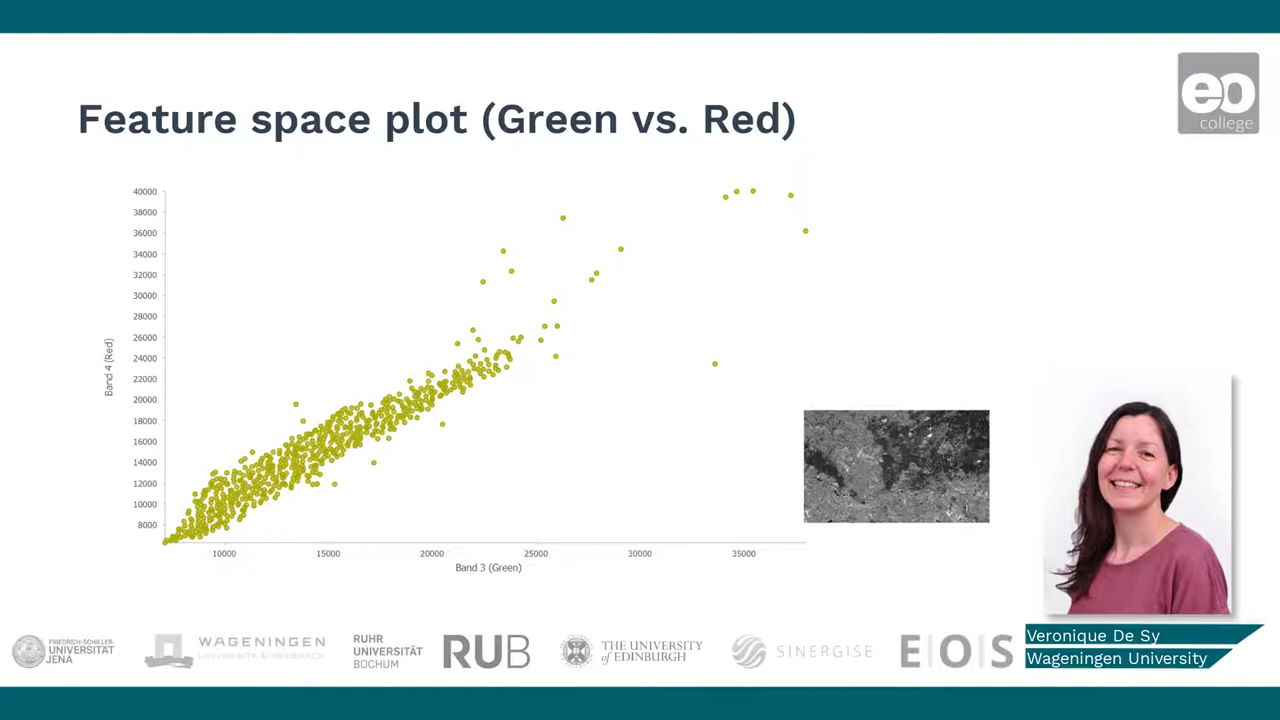 eo
college
Feature space plot (Green vs. Red)
40000
38000
36000
34000
32000
30000
28000
26000
24000
22000
20000
18000
16000
14000
12000
10000
8000
Band 4 (Red)
10000 15000 20000 25000 30000 35000
Band 3 (Green)
FRIEDRICH-SCHILLER-
UNIVERSITÄT
JENA
WAGENINGEN
UNIVERSITY & RESEARCH
RUHR
UNIVERSITÄT
BOCHUM
RUB
THE UNIVERSITY
of EDINBURGH
SINERGISE
E|O|S
Veronique De Sy
Wageningen University